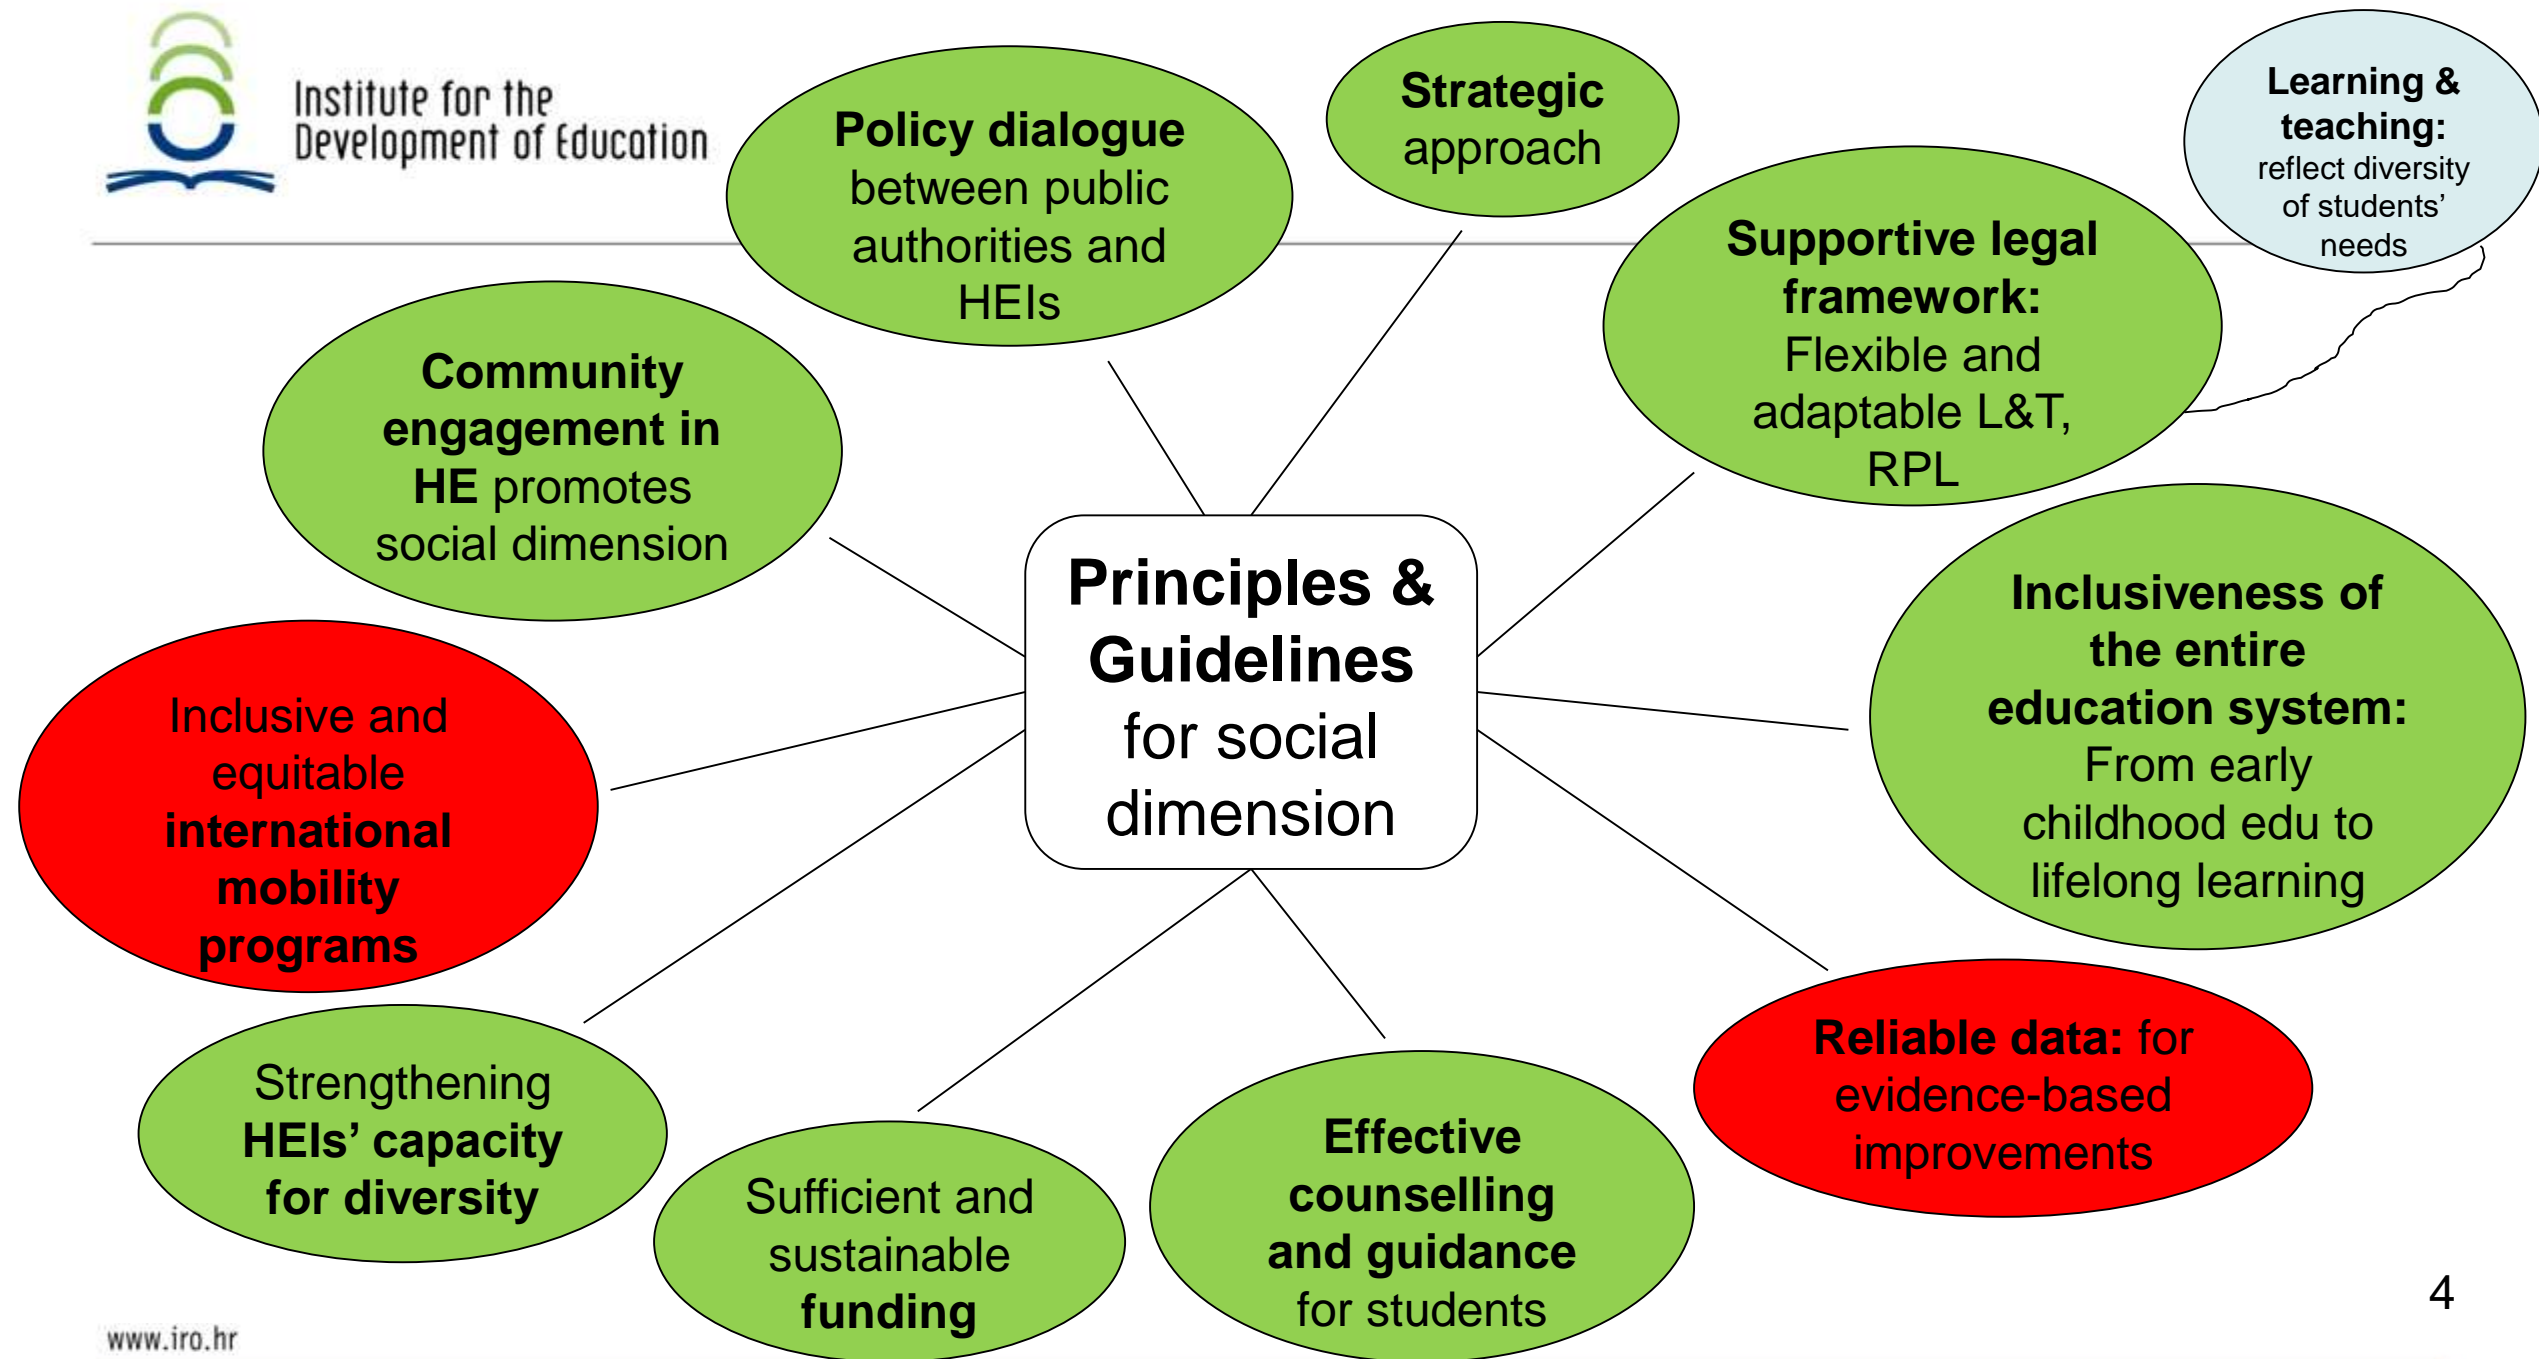 Institute for the
Development of Education
Policy dialogue
between public
authorities and
HEIs
Strategic
approach
Learning &
teaching:
reflect diversity
of students’
needs
Supportive legal
framework:
Flexible and
adaptable L&T,
RPL
Community
engagement in
HE promotes
social dimension
Principles &
Guidelines
for social
dimension
Inclusiveness of
the entire
education system:
From early
childhood edu to
lifelong learning
Inclusive and
equitable
international
mobility
programs
Reliable data: for
evidence-based
improvements
Strengthening
HEIs’ capacity
for diversity
Sufficient and
sustainable
funding
Effective
counselling
and guidance
for students
4
www.iro.hr